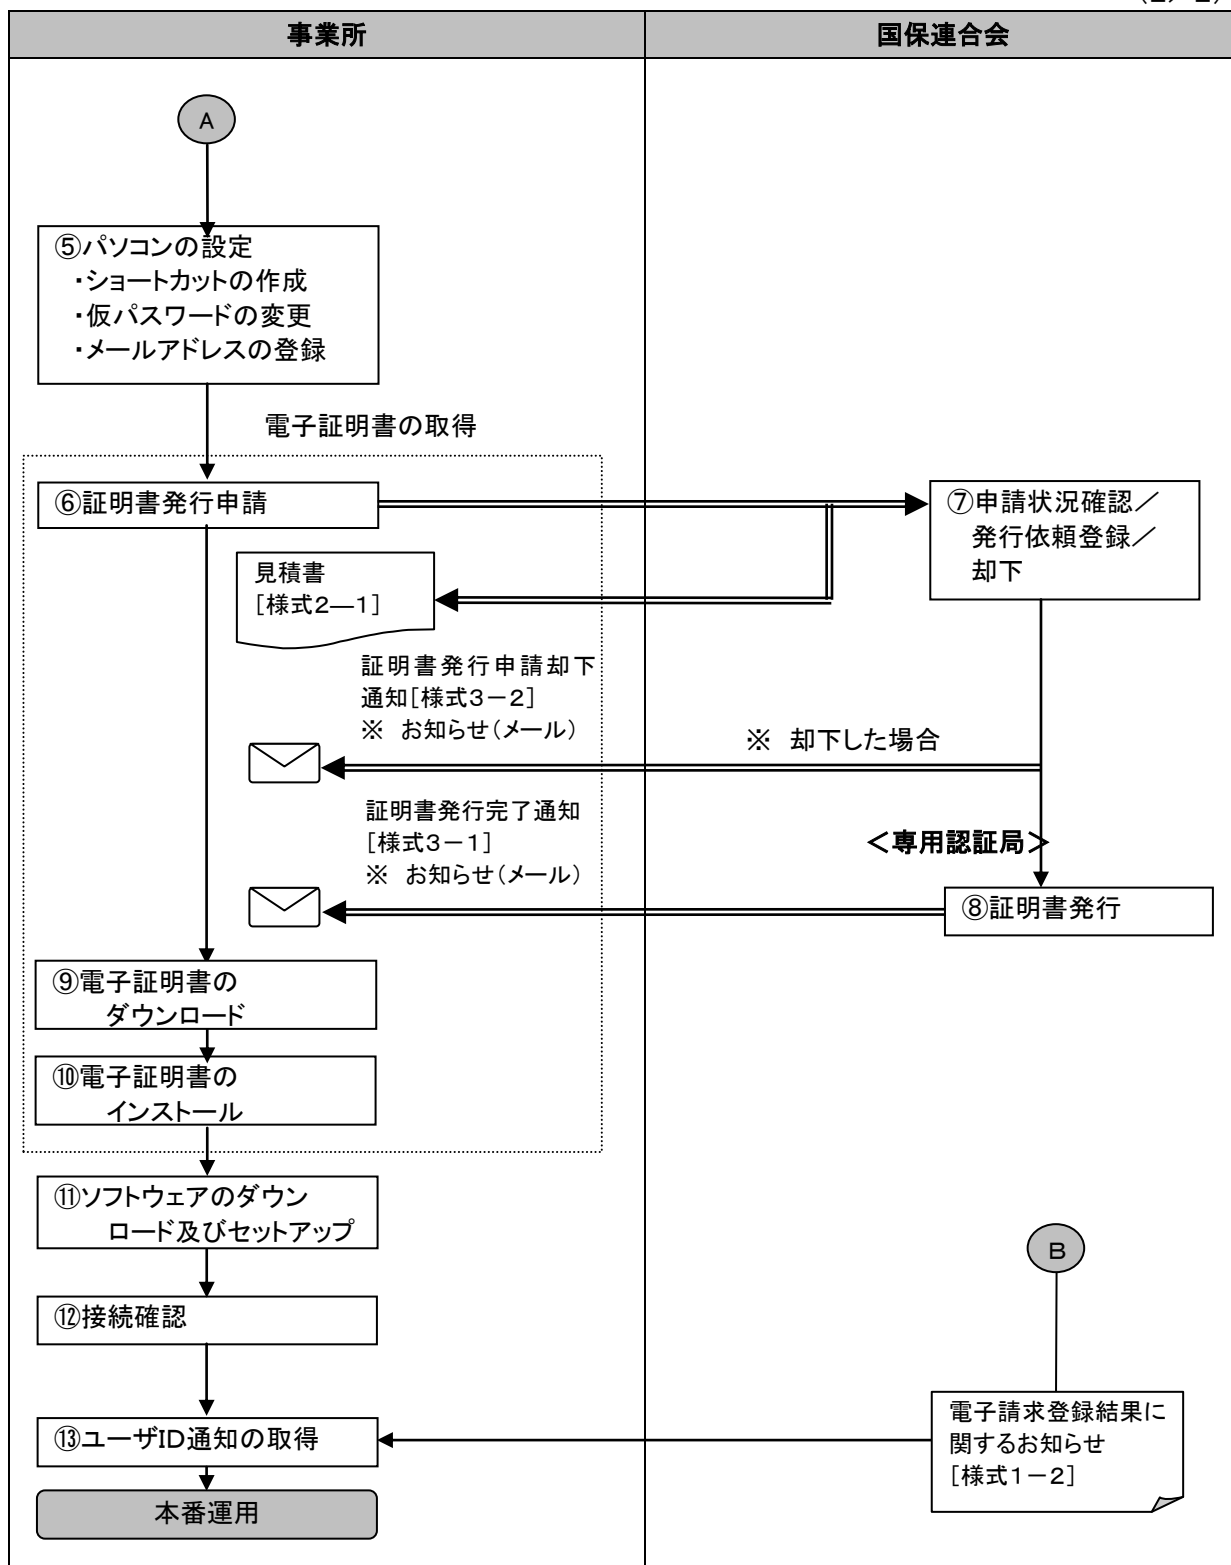 事業所
国保連合会
A
⑤パソコンの設定
・ショートカットの作成
・仮パスワードの変更
・メールアドレスの登録
電子証明書の取得
⑥証明書発行申請
⑦申請状況確認／
発行依頼登録／
却下
見積書
[様式2―1]
証明書発行申請却下
通知[様式3－2]
※ お知らせ(メール)
※ 却下した場合
証明書発行完了通知
[様式3－1]
※ お知らせ(メール)
＜専用認証局＞
⑧証明書発行
⑨電子証明書の
ダウンロード
⑩電子証明書の
インストール
⑪ソフトウェアのダウン
ロード及びセットアップ
B
⑫接続確認
電子請求登録結果に
関するお知らせ
[様式1－2]
⑬ユーザID通知の取得
本番運用